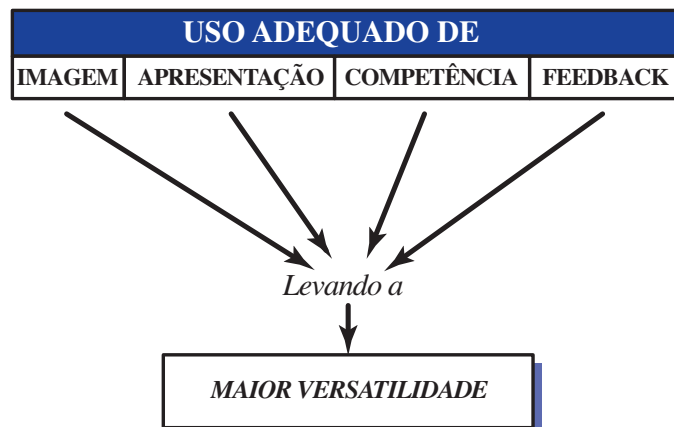 USO ADEQUADO DE
IMAGEM APRESENTAÇÃO COMPETÊNCIA FEEDBACK
Levando a
MAIOR VERSATILIDADE